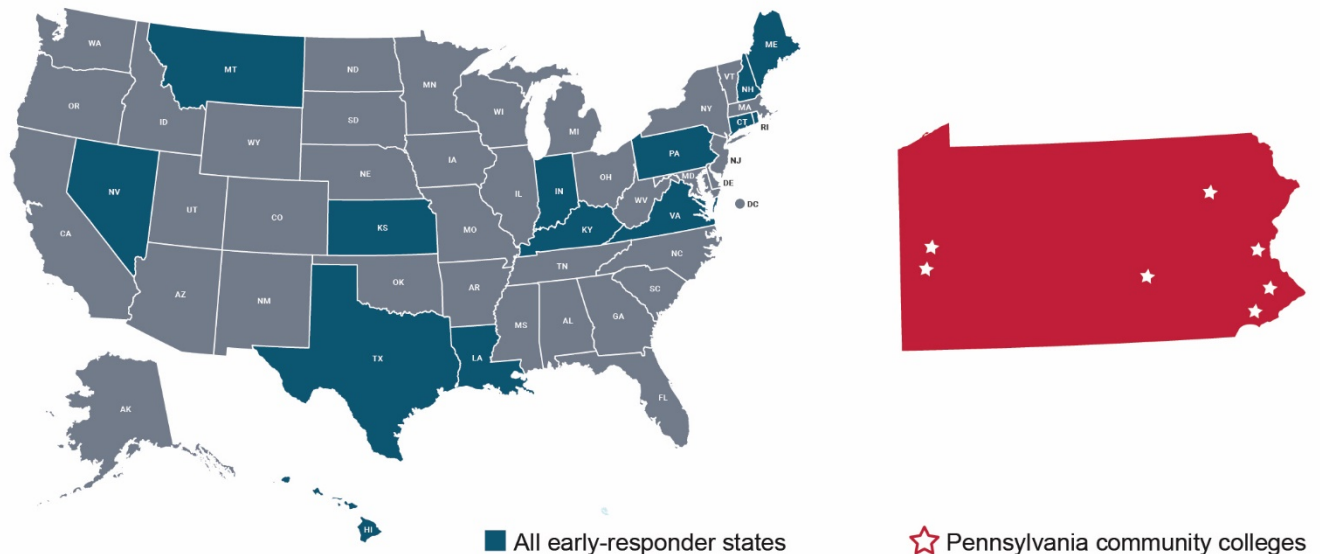 WA
MT
ND
MN
ME
VT
NH
OR
ID
SD
WI
NY
MA
CT
RI
WY
MI
IA
PA
NJ
NE
NV
IL
IN
OH
MD
DE
UT
CO
WV
DC
CA
KS
MO
KY
VA
TN
NC
AZ
NM
OK
AR
SC
MS
AL
GA
TX
LA
FL
AK
HI
All early-responder states
Pennsylvania community colleges